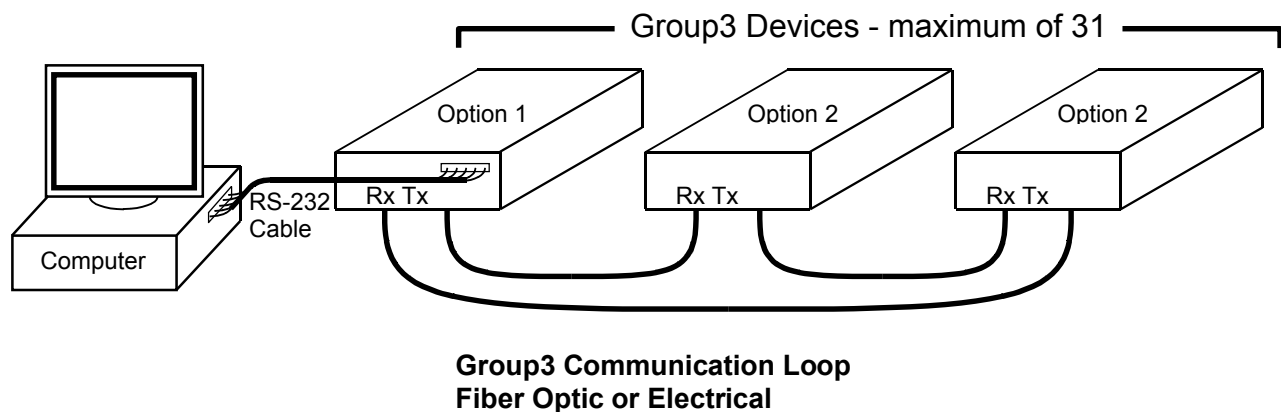 Group3 Devices - maximum of 31
Option 1
Option 2
Option 2
Rx Tx
Rx Tx
Rx Tx
RS-232
Cable
Computer
Group3 Communication Loop
Fiber Optic or Electrical